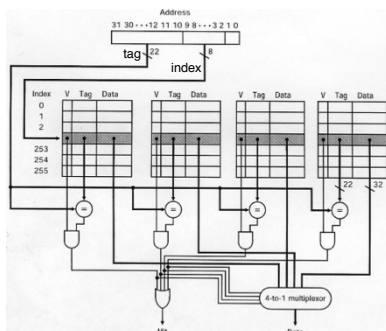 Address
31 30 ··· 12 11 10 9 8 ··· 3 2 1 0
tag 22
index 8
Index V Tag Data V Tag Data V Tag Data V Tag Data
0
1
2
253
254
255
22 32
= = = =
4-to-1 multiplexor